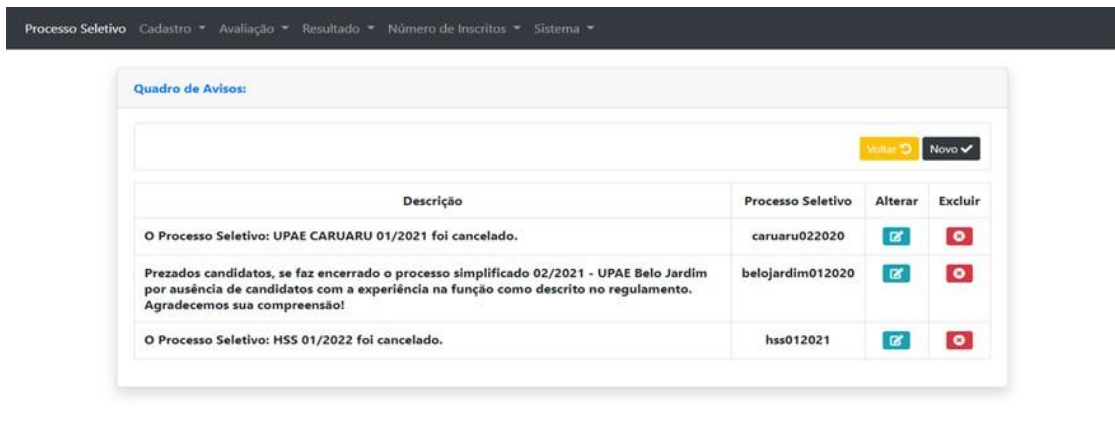 Processo Seletivo Cadastro Avaliação Resultado Número de Inscritos Sistema
Quadro de Avisos:
Voltar Novo
Descrição Processo Seletivo Alterar Excluir
O Processo Seletivo: UPAE CARUARU 01/2021 foi cancelado. caruaru022020
Prezados candidatos, se faz encerrado o processo simplificado 02/2021 - UPAE Belo Jardim belojardim012020
por ausência de candidatos com a experiência na função como descrito no regulamento.
Agradecemos sua compreensão!
O Processo Seletivo: HSS 01/2022 foi cancelado. hss012021